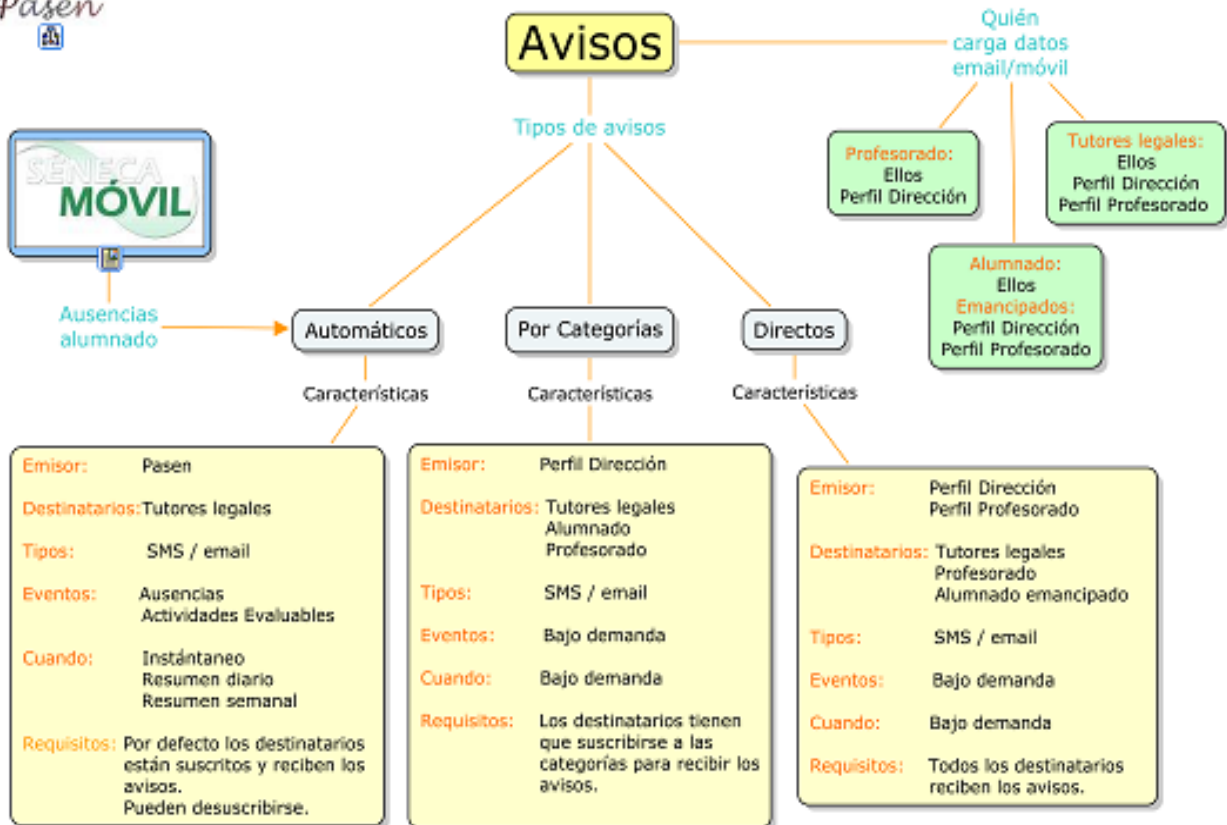 Pasen
Avisos
Quién
carga datos
email/móvil
Tipos de avisos
SÉNECA
MÓVIL
Profesorado:
Ellos
Perfil Dirección
Tutores legales:
Ellos
Perfil Dirección
Perfil Profesorado
Alumnado:
Ellos
Emancipados:
Perfil Dirección
Perfil Profesorado
Ausencias
alumnado
Automáticos
Por Categorías
Directos
Características
Características
Características
Emisor: Pasen
Destinatarios: Tutores legales
Tipos: SMS / email
Eventos: Ausencias
Actividades Evaluables
Cuando: Instántaneo
Resumen diario
Resumen semanal
Requisitos: Por defecto los destinatarios
están suscritos y reciben los
avisos.
Pueden desuscribirse.
Emisor: Perfil Dirección
Destinatarios: Tutores legales
Alumnado
Profesorado
Tipos: SMS / email
Eventos: Bajo demanda
Cuando: Bajo demanda
Requisitos: Los destinatarios tienen
que suscribirse a las
categorías para recibir los
avisos.
Emisor: Perfil Dirección
Perfil Profesorado
Destinatarios: Tutores legales
Profesorado
Alumnado emancipado
Tipos: SMS / email
Eventos: Bajo demanda
Cuando: Bajo demanda
Requisitos: Todos los destinatarios
reciben los avisos.